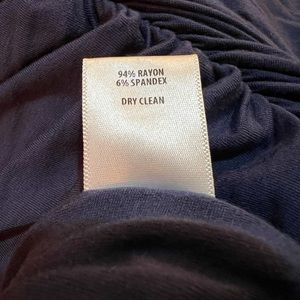 94% RAYON
6% SPANDEX
DRY CLEAN